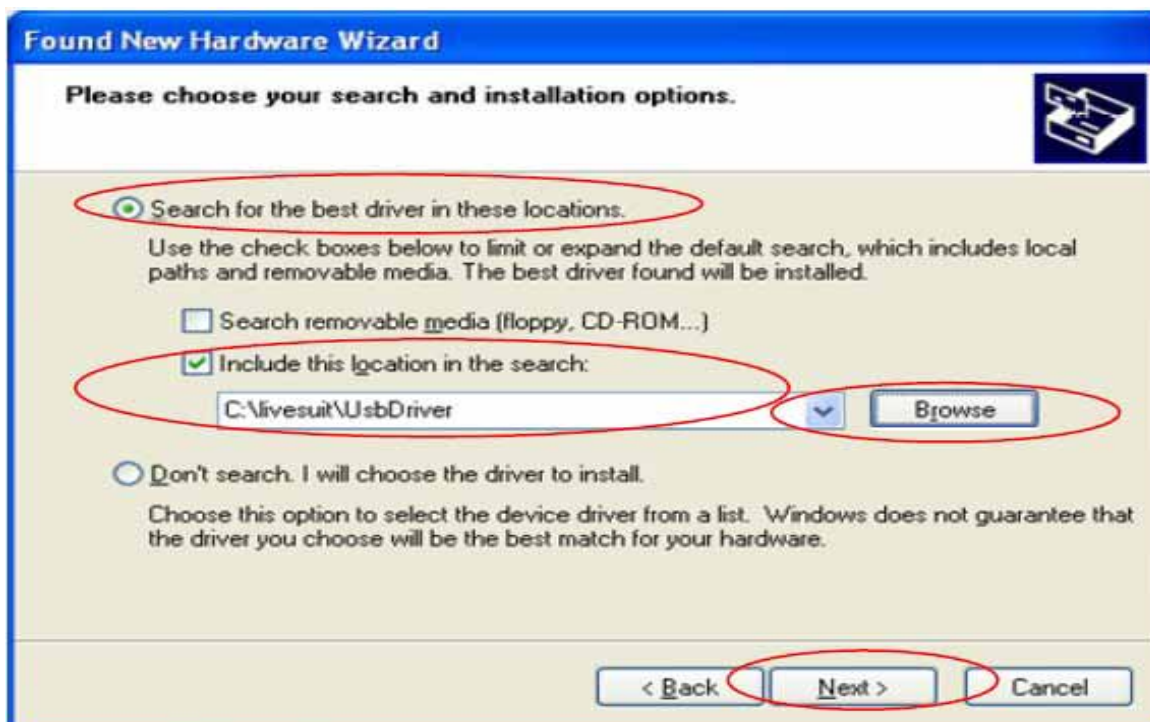 Found New Hardware Wizard
Please choose your search and installation options.
Search for the best driver in these locations.
Use the check boxes below to limit or expand the default search, which includes local
paths and removable media. The best driver found will be installed.
Search removable media (floppy, CD-ROM...)
Include this location in the search:
C:\livesuit\UsbDriver
Browse
Don't search. I will choose the driver to install.
Choose this option to select the device driver from a list. Windows does not guarantee that
the driver you choose will be the best match for your hardware.
< Back
Next >
Cancel